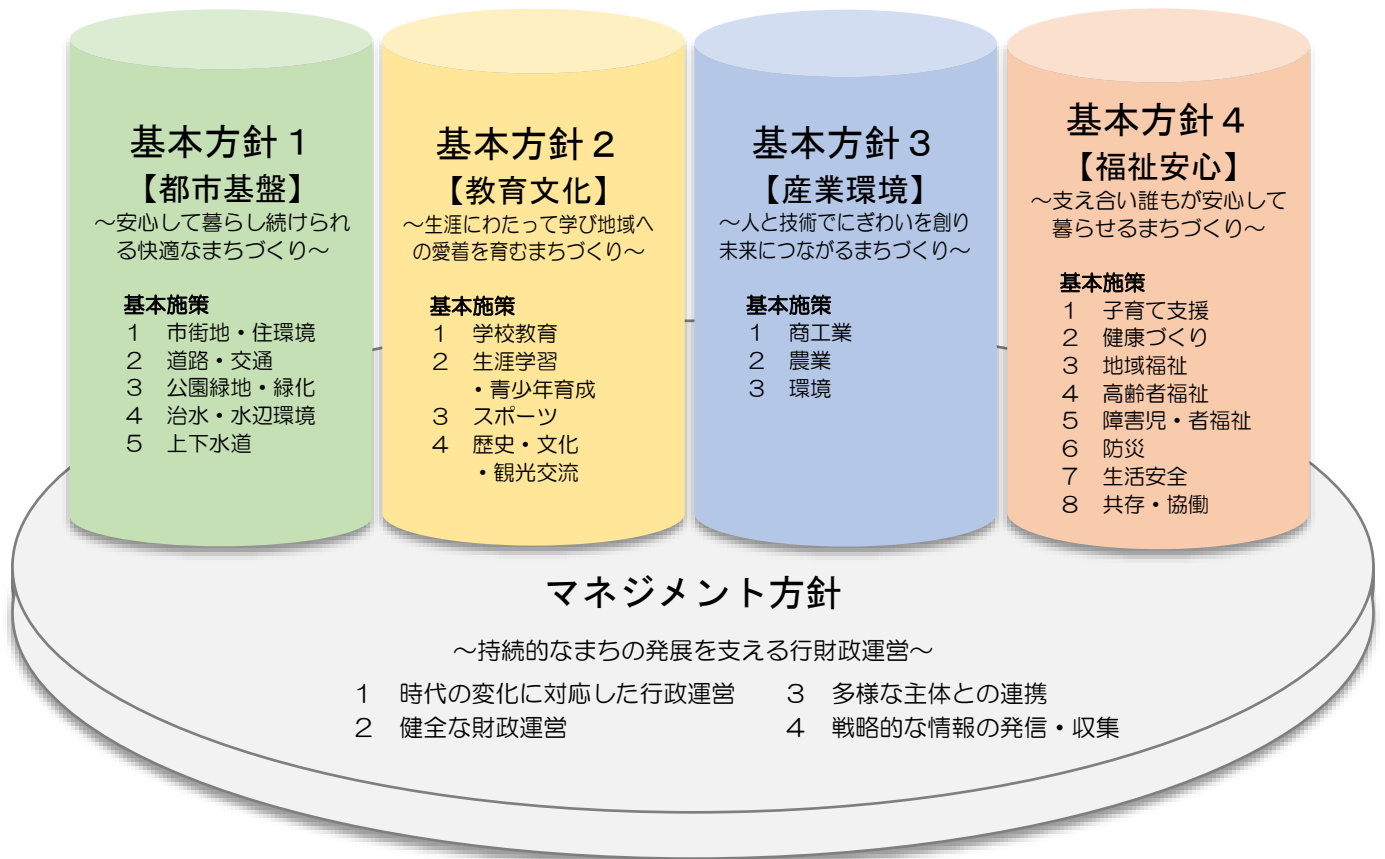 基本方針１
【都市基盤】
～安心して暮らし続けられ
る快適なまちづくり～
基本施策
１　市街地・住環境
２　道路・交通
３　公園緑地・緑化
４　治水・水辺環境
５　上下水道
基本方針２
【教育文化】
～生涯にわたって学び地域へ
の愛着を育むまちづくり～
基本施策
１　学校教育
２　生涯学習
・青少年育成
３　スポーツ
４　歴史・文化
・観光交流
基本方針３
【産業環境】
～人と技術でにぎわいを創り
未来につながるまちづくり～
基本施策
１　商工業
２　農業
３　環境
基本方針４
【福祉安心】
～支え合い誰もが安心して
暮らせるまちづくり～
基本施策
１　子育て支援
２　健康づくり
３　地域福祉
４　高齢者福祉
５　障害児・者福祉
６　防災
７　生活安全
８　共存・協働
マネジメント方針
～持続的なまちの発展を支える行財政運営～
１　時代の変化に対応した行政運営
２　健全な財政運営
３　多様な主体との連携
４　戦略的な情報の発信・収集